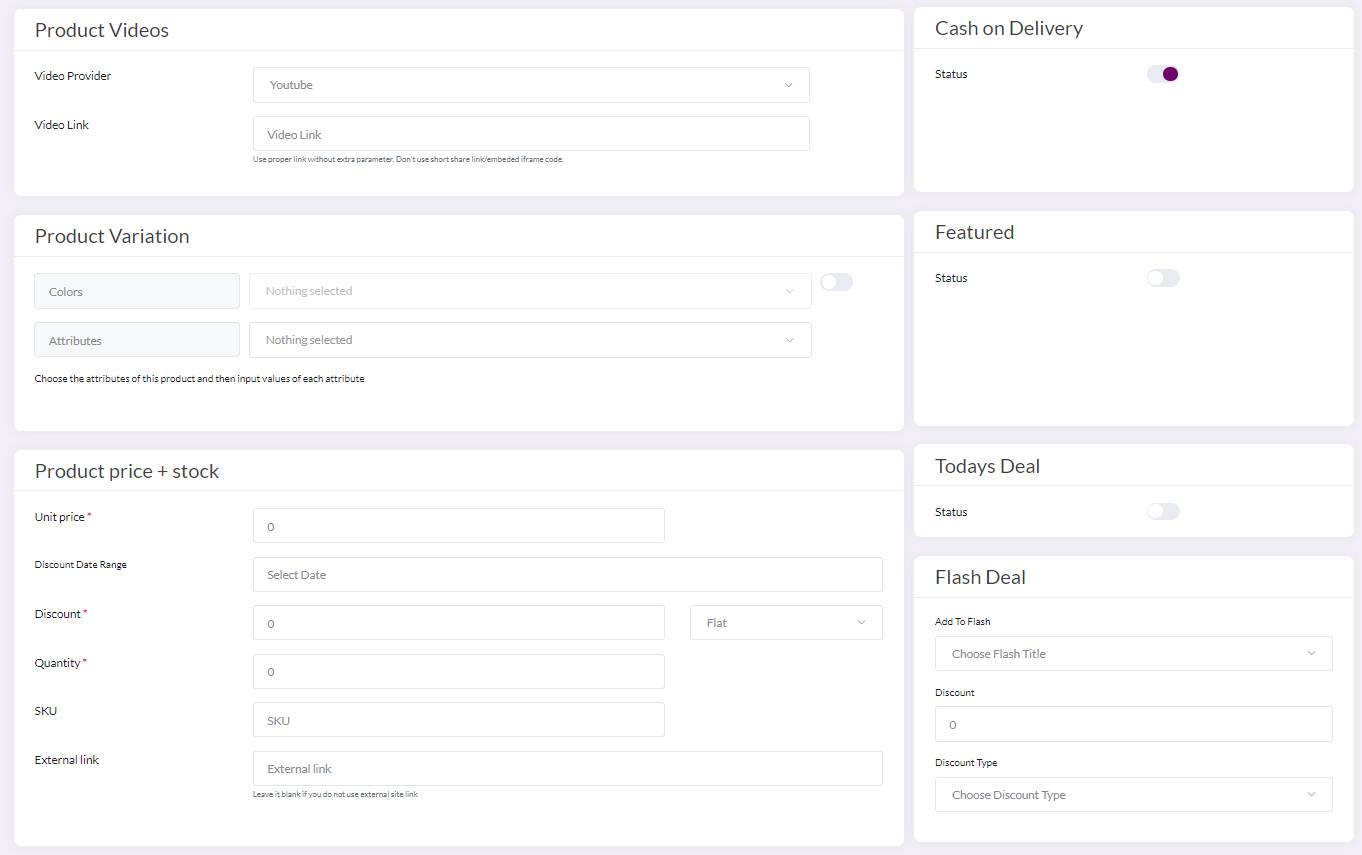 Product Videos
Video Provider
Youtube
Video Link
Video Link
Use proper link without extra parameter. Don't use short share link/embeded iframe code.
Product Variation
Colors
Nothing selected
Attributes
Nothing selected
Choose the attributes of this product and then input values of each attribute
Product price + stock
Unit price *
0
Discount Date Range
Select Date
Discount *
0
Flat
Quantity *
0
SKU
SKU
External link
External link
Leave it blank if you do not use external site link
Cash on Delivery
Status
Featured
Status
Todays Deal
Status
Flash Deal
Add To Flash
Choose Flash Title
Discount
0
Discount Type
Choose Discount Type